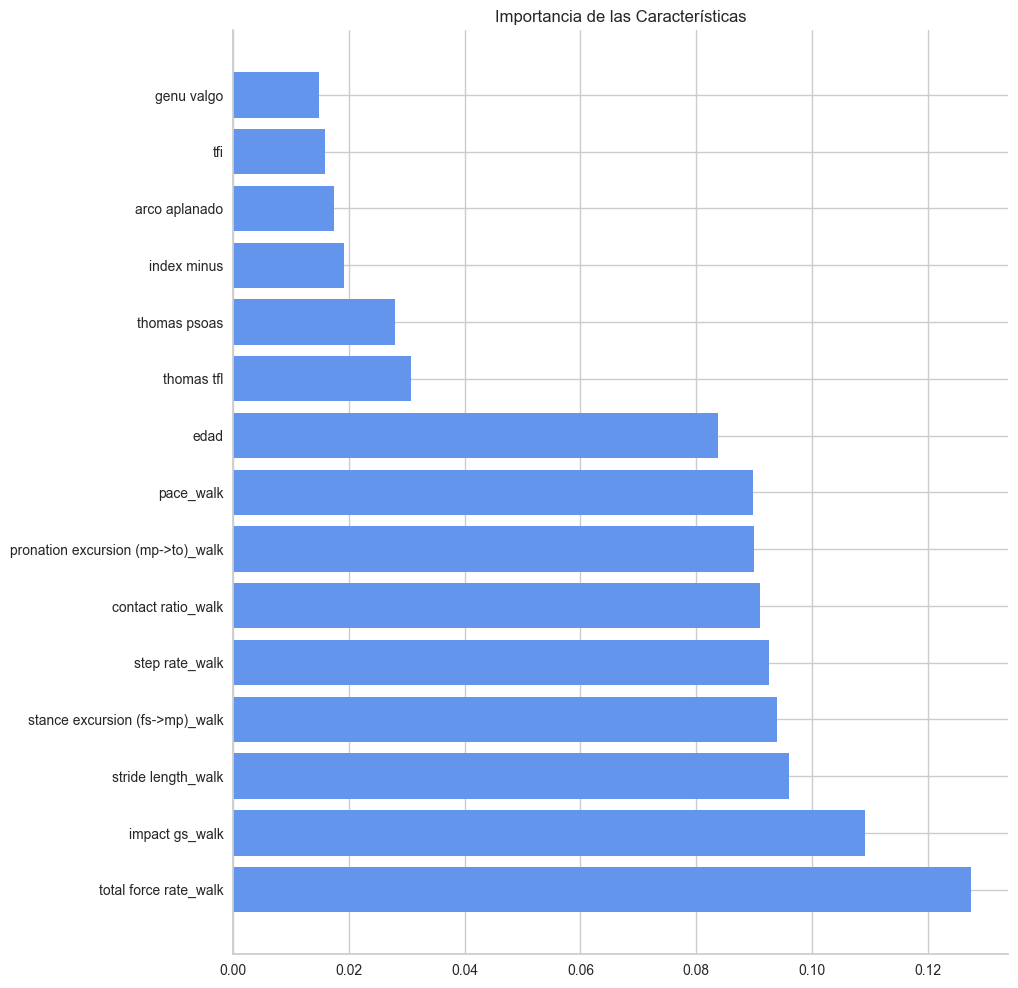 Importancia de las Características
genu valgo
tfi
arco aplanado
index minus
thomas psoas
thomas tfl
edad
pace_walk
pronation excursion (mp->to)_walk
contact ratio_walk
step rate_walk
stance excursion (fs->mp)_walk
stride length_walk
impact gs_walk
total force rate_walk
0.00 0.02 0.04 0.06 0.08 0.10 0.12